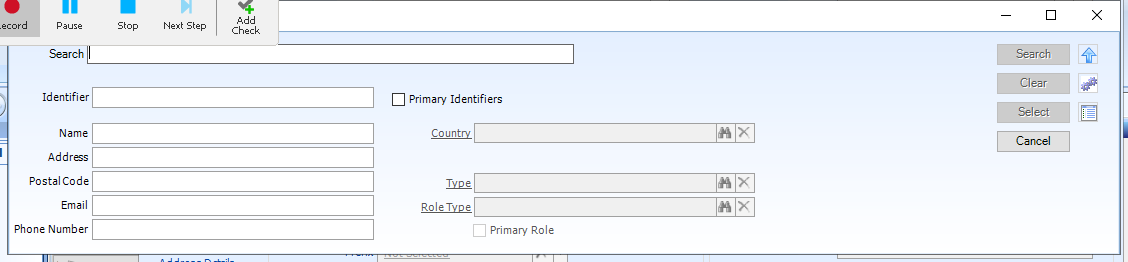 ecord Pause Stop Next Step Add
Check
Search Search
Identifier Primary Identifiers Clear
Select
Name Country Cancel
Address
Postal Code Type
Email Role Type
Phone Number Primary Role
Address Details Not Selected